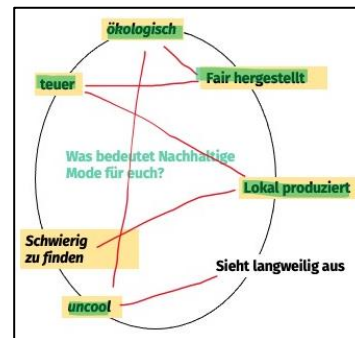 ökologisch
teuer
Fair hergestellt
Was bedeutet Nachhaltige
Mode für euch?
Lokal produziert
Schwierig
zu finden
Sieht langweilig aus
uncool